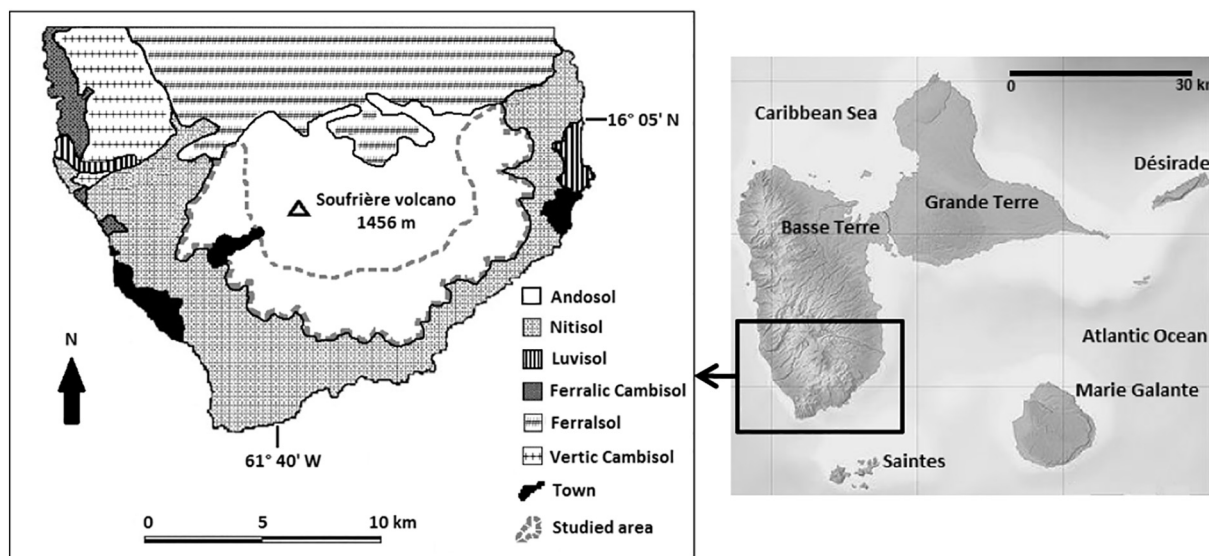 16° 05' N
Soufrière volcano
1456 m
N
61° 40' W
Andosol
Nitisol
Luvisol
Ferralic Cambisol
Ferralsol
Vertic Cambisol
Town
Studied area
0 5 10 km
0 30 km
Caribbean Sea
Désirade
Grande Terre
Basse Terre
Atlantic Ocean
Marie Galante
Saintes